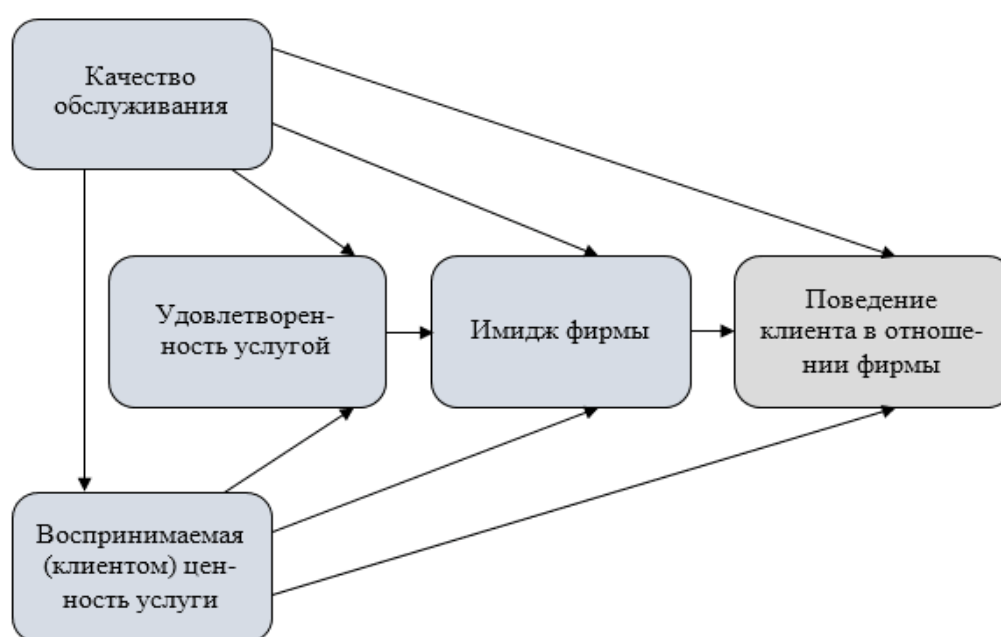 Качество
обслуживания
Удовлетворен-
ность услугой
Имидж фирмы
Поведение
клиента в отноше-
нии фирмы
Воспринимаемая
(клиентом) цен-
ность услуги